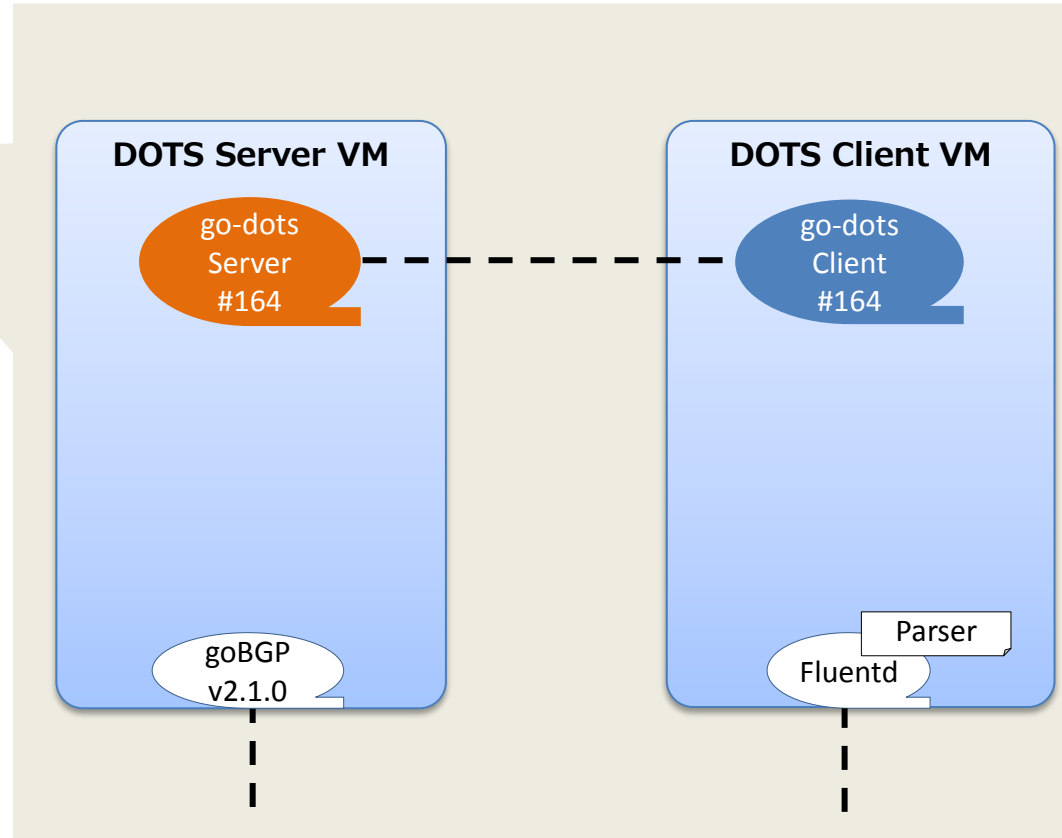 DOTS Server VM
go-dots
Server
#164
goBGP
v2.1.0
DOTS Client VM
go-dots
Client
#164
Parser
Fluentd